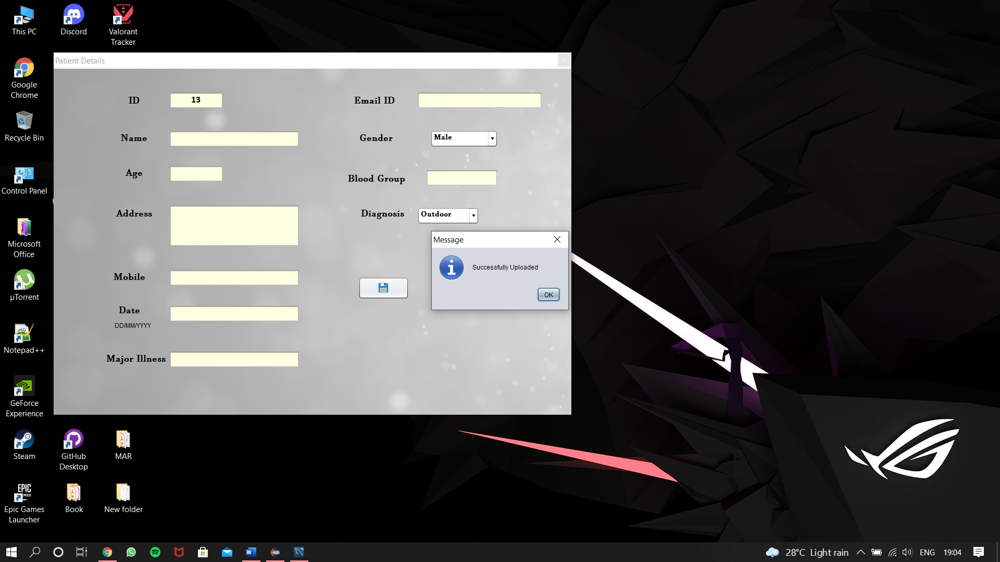 This PC
Discord
Valorant
Tracker
Google
Chrome
Recycle Bin
Control Panel
Microsoft
Office
µTorrent
Notepad++
GeForce
Experience
Steam
GitHub
Desktop
MAR
EPIC
Epic Games
Launcher
Book
New folder
Patient Details
ID
13
Email ID
Name
Gender
Male
Age
Blood Group
Address
Diagnosis
Outdoor
Message
Successfully Uploaded
OK
Mobile
Date
DD/MM/YYYY
Major Illness
28°C Light rain
ENG
19:04